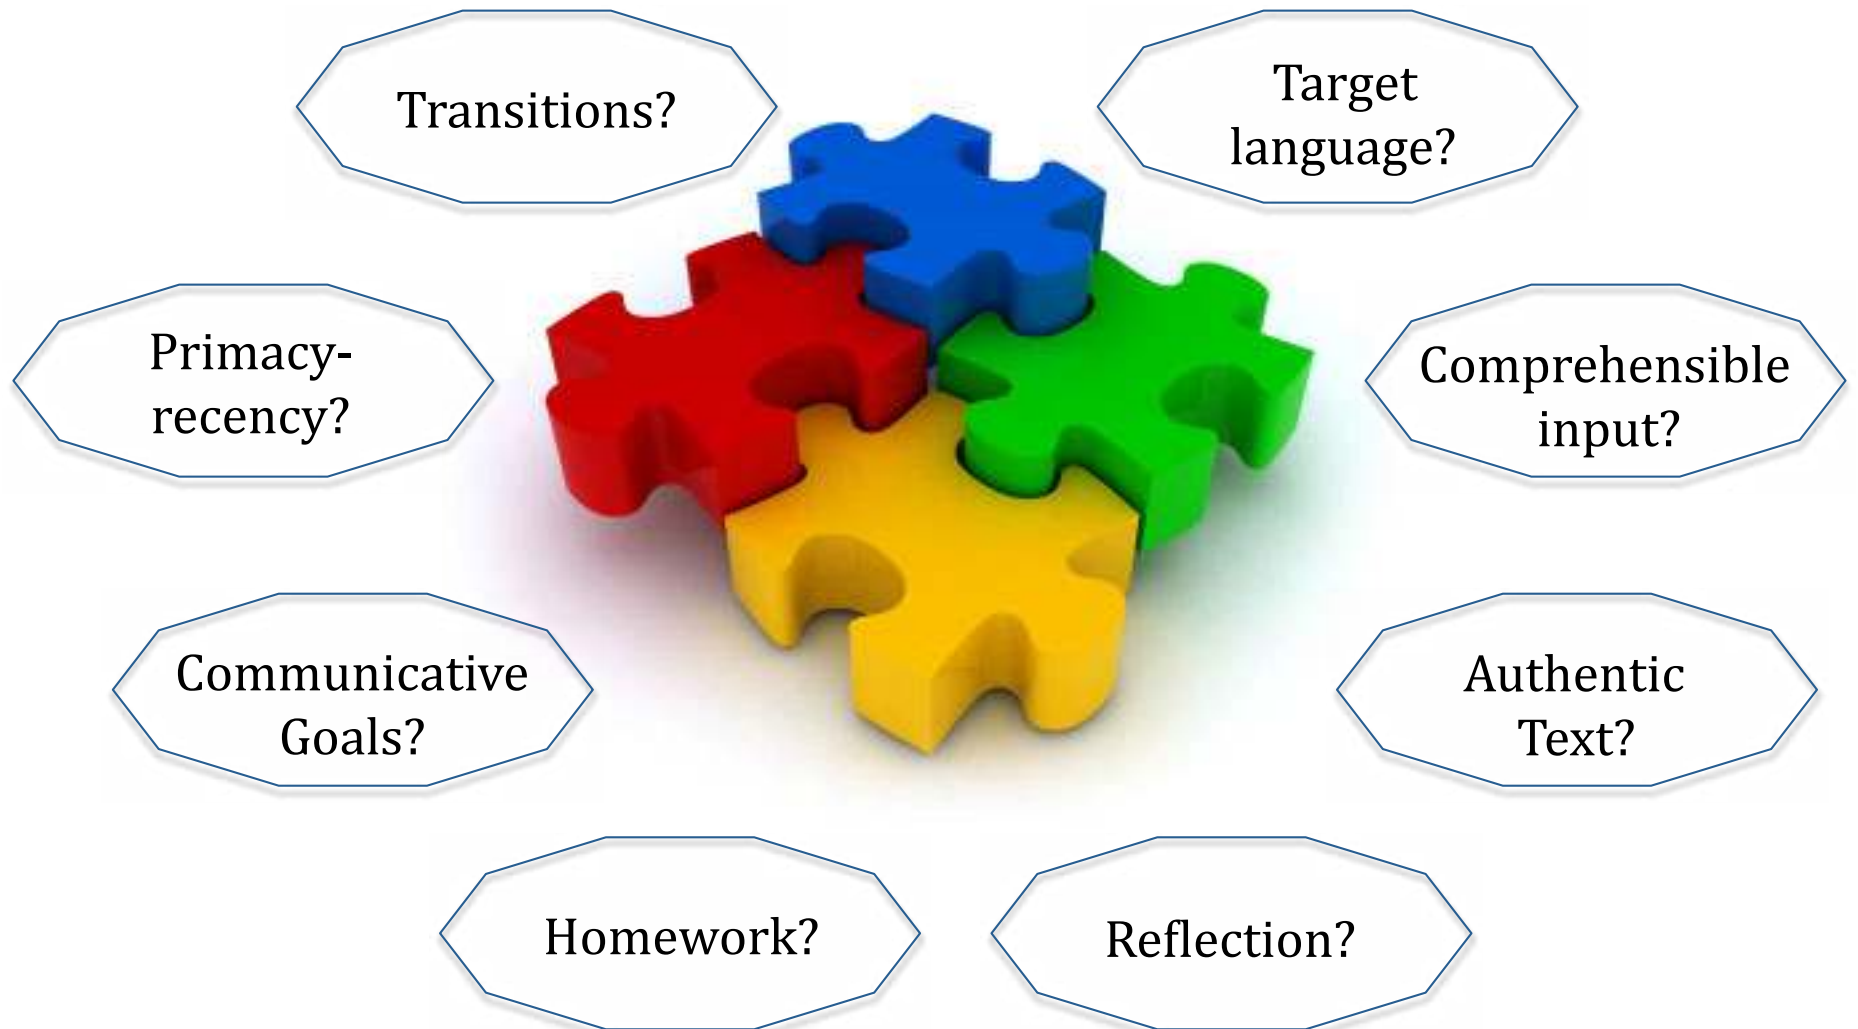 Transitions?
Target
language?
Primacy-
recency?
Comprehensible
input?
Communicative
Goals?
Authentic
Text?
Homework?
Reflection?